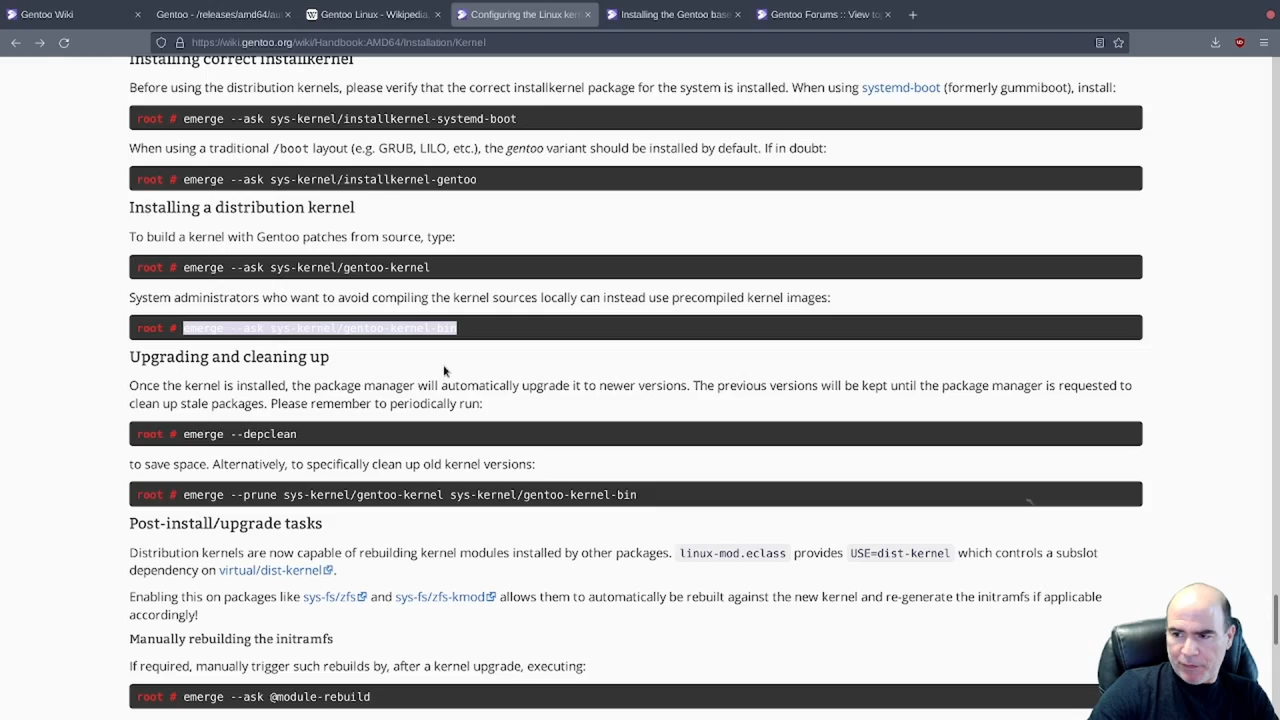 Gentoo Wiki
Gentoo - /releases/amd64/au
Gentoo Linux - Wikipedia
Configuring the Linux ker
Installing the Gentoo base
Gentoo Forums :: View to
https://wiki.gentoo.org/wiki/Handbook:AMD64/Installation/Kernel
Installing correct installkernel
Before using the distribution kernels, please verify that the correct installkernel package for the system is installed. When using systemd-boot (formerly gummiboot), install:
root # emerge --ask sys-kernel/installkernel-systemd-boot
When using a traditional /boot layout (e.g. GRUB, LILO, etc.), the gentoo variant should be installed by default. If in doubt:
root # emerge --ask sys-kernel/installkernel-gentoo
Installing a distribution kernel
To build a kernel with Gentoo patches from source, type:
root # emerge --ask sys-kernel/gentoo-kernel
System administrators who want to avoid compiling the kernel sources locally can instead use precompiled kernel images:
root # emerge --ask sys-kernel/gentoo-kernel-bin
Upgrading and cleaning up
Once the kernel is installed, the package manager will automatically upgrade it to newer versions. The previous versions will be kept until the package manager is requested to
clean up stale packages. Please remember to periodically run:
root # emerge --depclean
to save space. Alternatively, to specifically clean up old kernel versions:
root # emerge --prune sys-kernel/gentoo-kernel sys-kernel/gentoo-kernel-bin
Post-install/upgrade tasks
Distribution kernels are now capable of rebuilding kernel modules installed by other packages. linux-mod.eclass provides USE=dist-kernel which controls a subslot
dependency on virtual/dist-kernel.
Enabling this on packages like sys-fs/zfs and sys-fs/zfs-kmod allows them to automatically be rebuilt against the new kernel and re-generate the initramfs if applicable
accordingly!
Manually rebuilding the initramfs
If required, manually trigger such rebuilds by, after a kernel upgrade, executing:
root # emerge --ask @module-rebuild